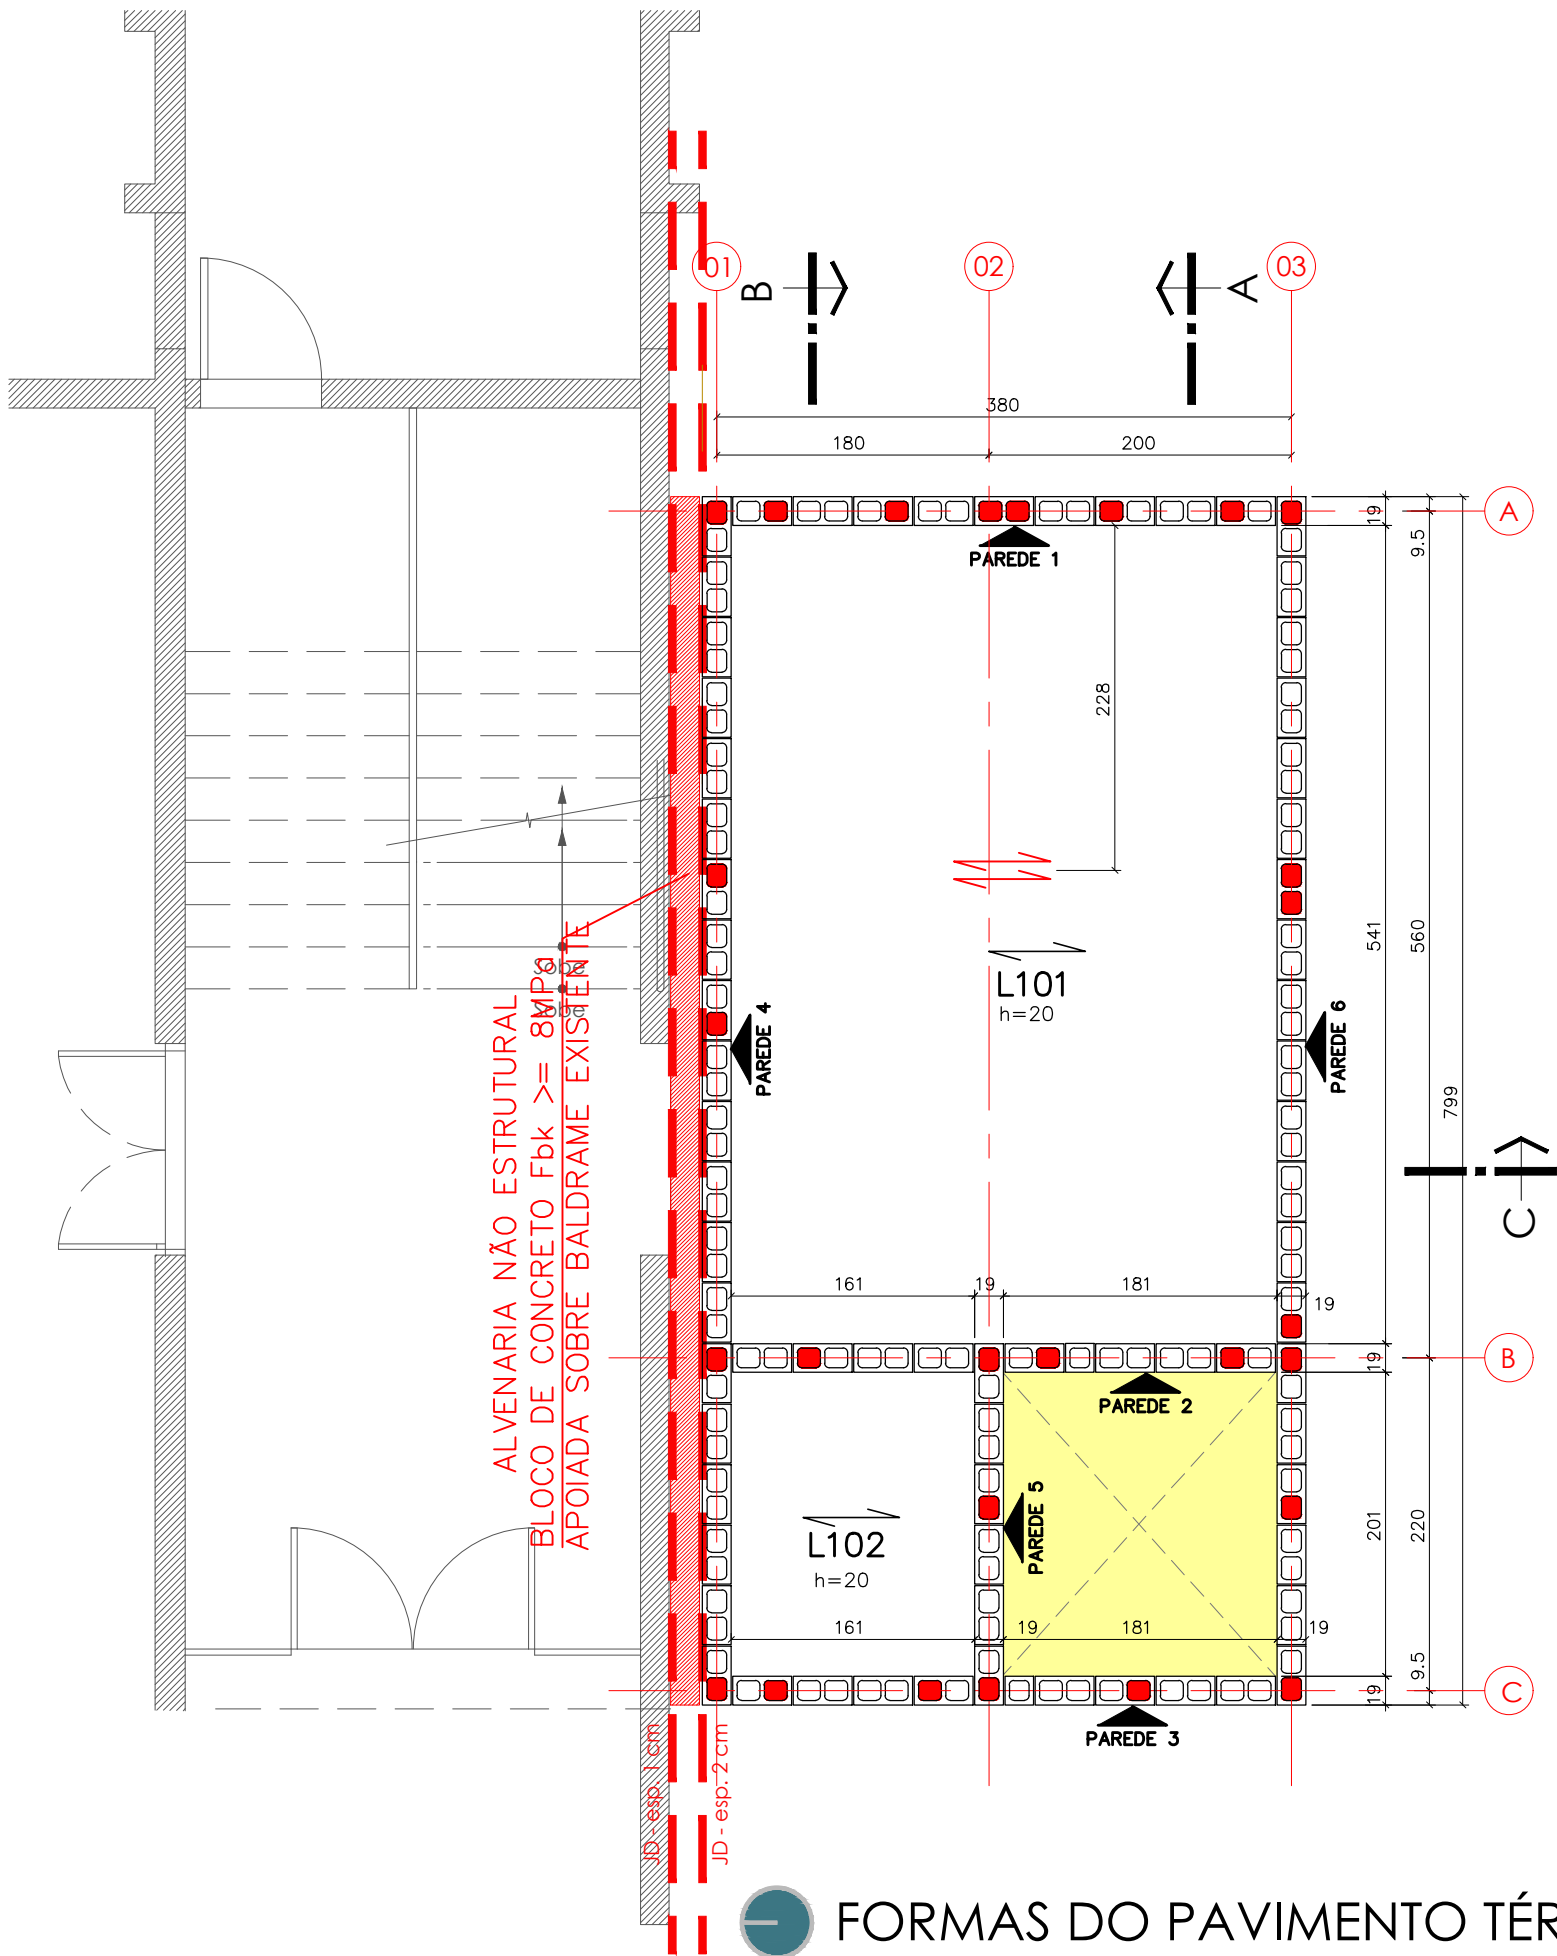 01
02
03
B
A
380
180
200
A
19
9.5
PAREDE 1
228
541
560
799
L101
h=20
PAREDE 4
PAREDE 6
Sobe
Sobe
ALVENARIA NÃO ESTRUTURAL
BLOCO DE CONCRETO Fbk >= 8MPa
APOIADA SOBRE BALDRAME EXISTENTE
C
161
19
181
19
B
19
PAREDE 2
PAREDE 5
201
220
L102
h=20
161
19
181
19
9.5
19
C
PAREDE 3
JD - esp. 1 cm
JD - esp. 2 cm
FORMAS DO PAVIMENTO TÉR